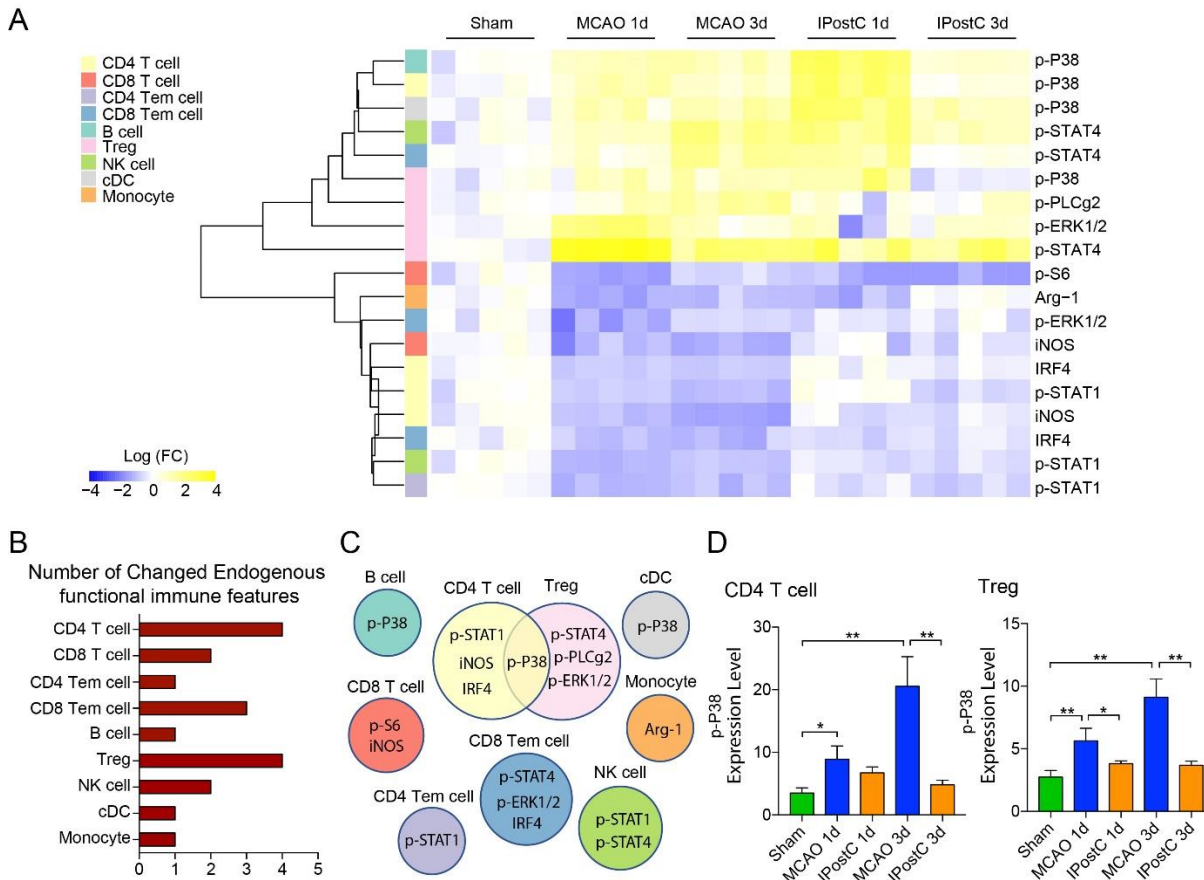 A
Sham MCAO 1d MCAO 3d IPostC 1d IPostC 3d
CD4 T cell
CD8 T cell
CD4 Tem cell
CD8 Tem cell
B cell
Treg
NK cell
cDC
Monocyte
p-P38
p-P38
p-P38
p-STAT4
p-STAT4
p-P38
p-PLCg2
p-ERK1/2
p-STAT4
p-S6
Arg−1
p-ERK1/2
iNOS
IRF4
p-STAT1
iNOS
IRF4
p-STAT1
p-STAT1
Log (FC)
−4 −2 0 2 4
B
Number of Changed Endogenous
functional immune features
CD4 T cell
CD8 T cell
CD4 Tem cell
CD8 Tem cell
B cell
Treg
NK cell
cDC
Monocyte
0 1 2 3 4 5
C
B cell
p-P38
CD4 T cell
p-STAT1
iNOS
IRF4
p-P38
Treg
p-STAT4
p-PLCg2
p-ERK1/2
cDC
p-P38
CD8 T cell
p-S6
iNOS
Monocyte
Arg-1
CD8 Tem cell
p-STAT4
p-ERK1/2
IRF4
CD4 Tem cell
p-STAT1
NK cell
p-STAT1
p-STAT4
D
CD4 T cell
p-P38
Expression Level
30
20
10
0
*
**
**
Sham
MCAO 1d
IPostC 1d
MCAO 3d
IPostC 3d
Treg
p-P38
Expression Level
15
10
5
0
**
*
**
**
Sham
MCAO 1d
IPostC 1d
MCAO 3d
IPostC 3d